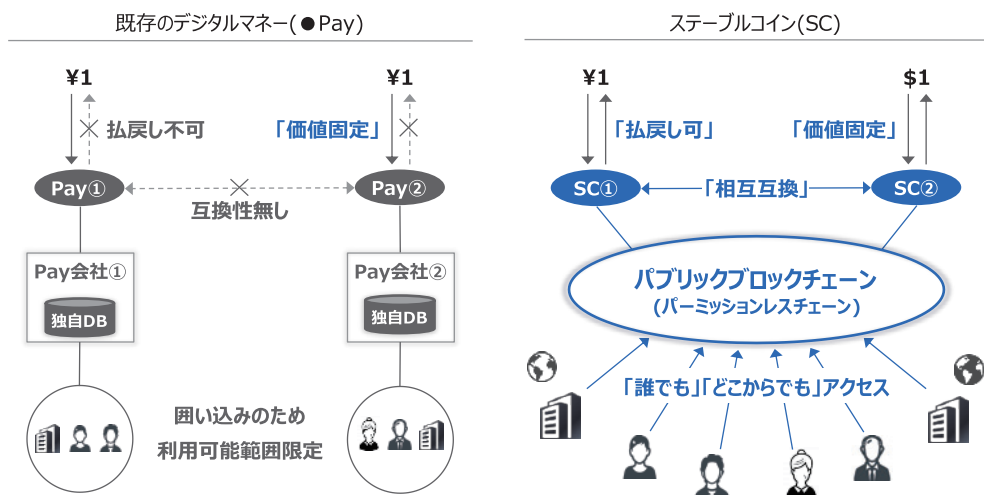 既存のデジタルマネー(●Pay)
¥1
¥1
払戻し不可
「価値固定」
Pay①
Pay②
互換性無し
Pay会社①
独自DB
Pay会社②
独自DB
囲い込みのため
利用可能範囲限定
ステーブルコイン(SC)
¥1
$1
「払戻し可」
「価値固定」
SC①
「相互互換」
SC②
パブリックブロックチェーン
(パーミッションレスチェーン)
「誰でも」「どこからでも」アクセス